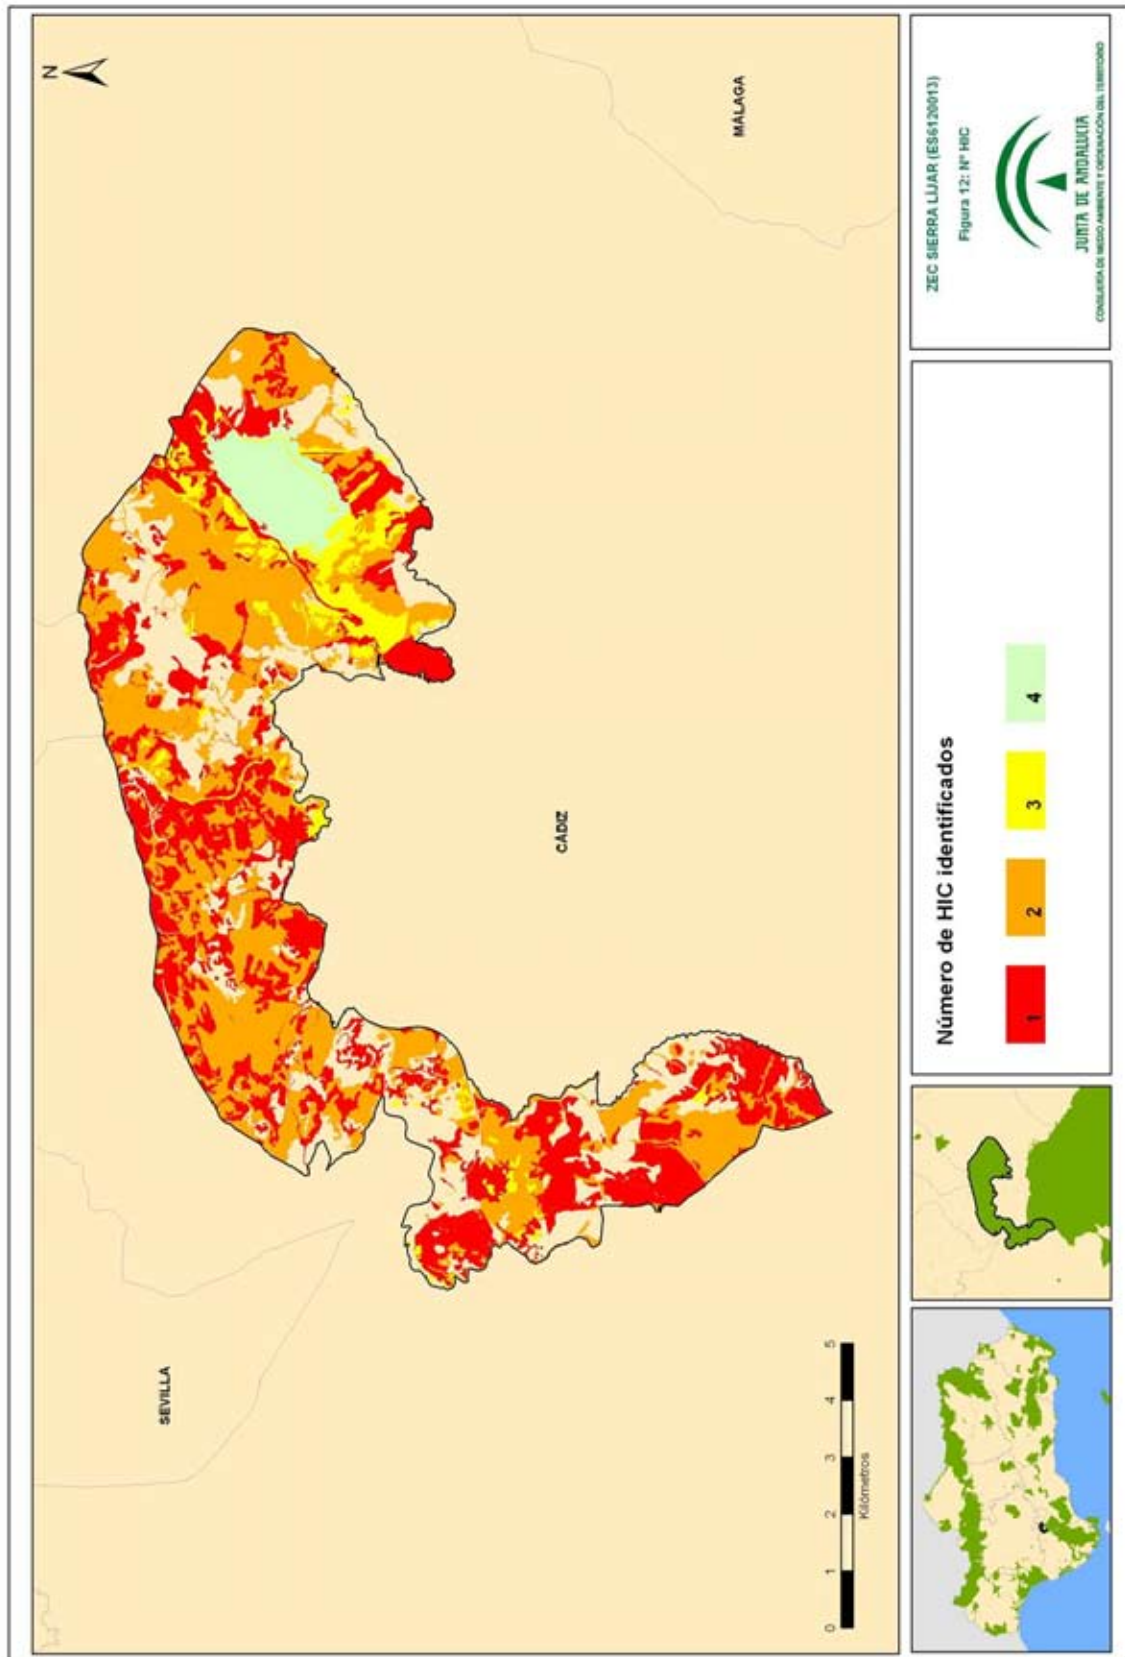 N
SEVILLA
CÁDIZ
MÁLAGA
0 1 2 3 4 5
Kilómetros
Número de HIC identificados
1 2 3 4
ZEC SIERRA LÍJAR (ES6120013)
Figura 12: Nº HIC
JUNTA DE ANDALUCIA
CONSEJERÍA DE MEDIO AMBIENTE Y ORDENACIÓN DEL TERRITORIO